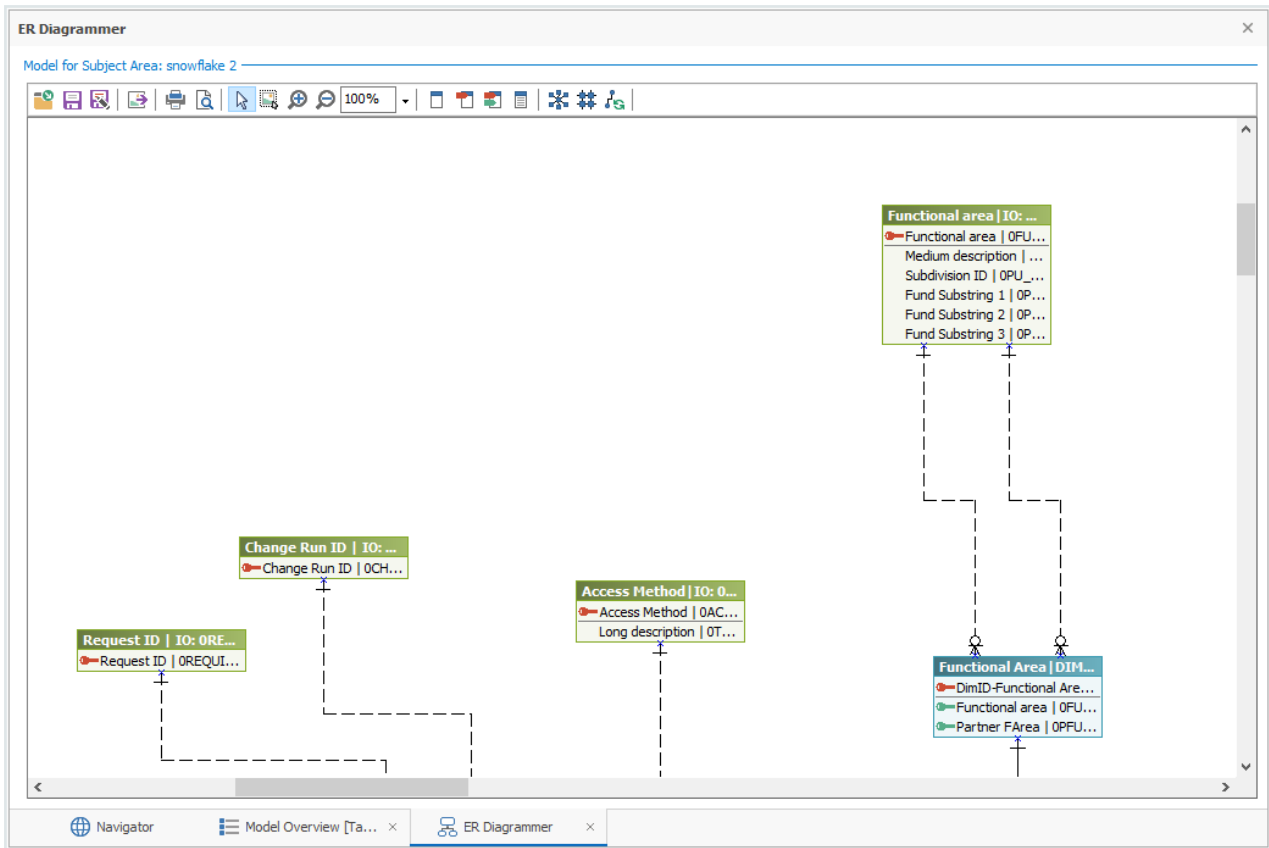 ER Diagrammer
Model for Subject Area: snowflake 2
100%
Functional area|IO: ...
Functional area | 0FU...
Medium description | ...
Subdivision ID | 0PU_...
Fund Substring 1 | 0P...
Fund Substring 2 | 0P...
Fund Substring 3 | 0P...
Change Run ID | IO: ...
Change Run ID | 0CH...
Access Method|IO: 0...
Access Method | 0AC...
Long description | 0T...
Request ID | IO: 0RE...
Request ID | 0REQUI...
Functional Area|DIM...
DimID-Functional Are...
Functional area | 0FU...
Partner FArea | 0PFU...
Navigator
Model Overview [Ta...
ER Diagrammer